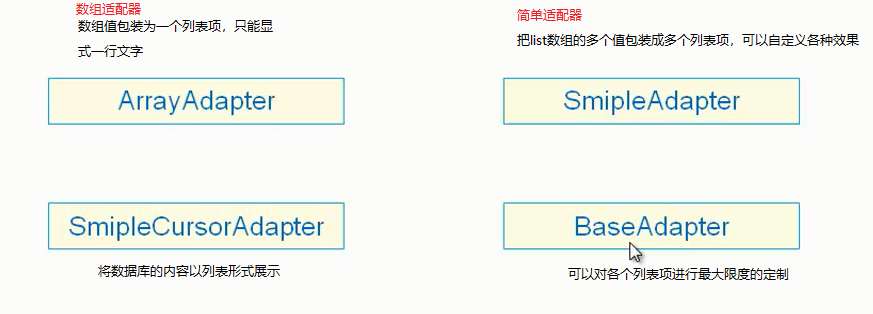 数组适配器
数组值包装为一个列表项，只能显
式一行文字
ArrayAdapter
简单适配器
把list数组的多个值包装成多个列表项，可以自定义各种效果
SmipleAdapter
SmipleCursorAdapter
将数据库的内容以列表形式展示
BaseAdapter
可以对各个列表项进行最大限度的定制